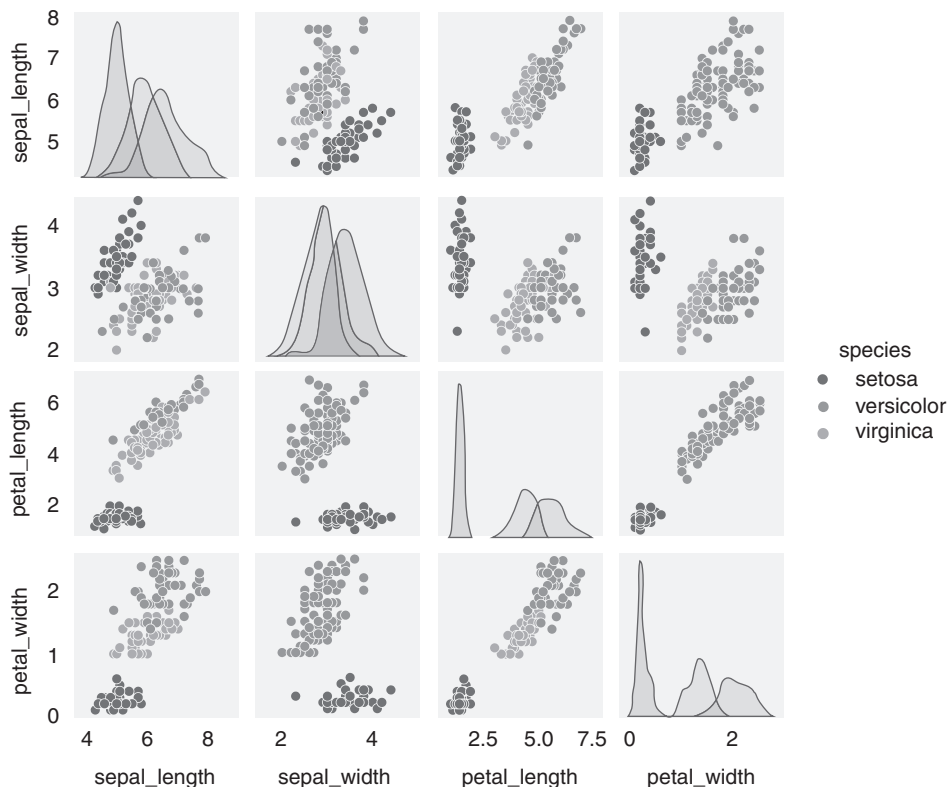 8
7
6
5
sepal_length
4
3
2
sepal_width
6
4
2
petal_length
2
1
0
petal_width
4 6 8
2 4
2.5 5.0 7.5
0 2
sepal_length
sepal_width
petal_length
petal_width
species
setosa
versicolor
virginica